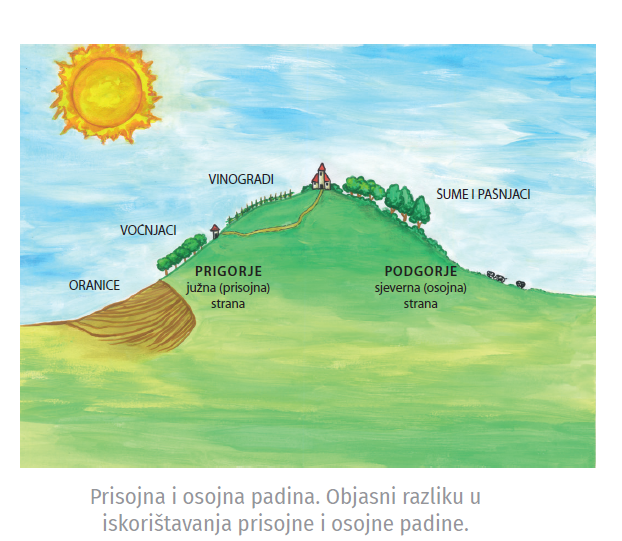 VINOGRADI
ŠUME I PAŠNJACI
VOĆNJACI
ORANICE
PRIGORJE
južna (prisojna)
strana
PODGORJE
sjeverna (osojna)
strana
Prisojna i osojna padina. Objasni razliku u
iskorištavanja prisojne i osojne padine.